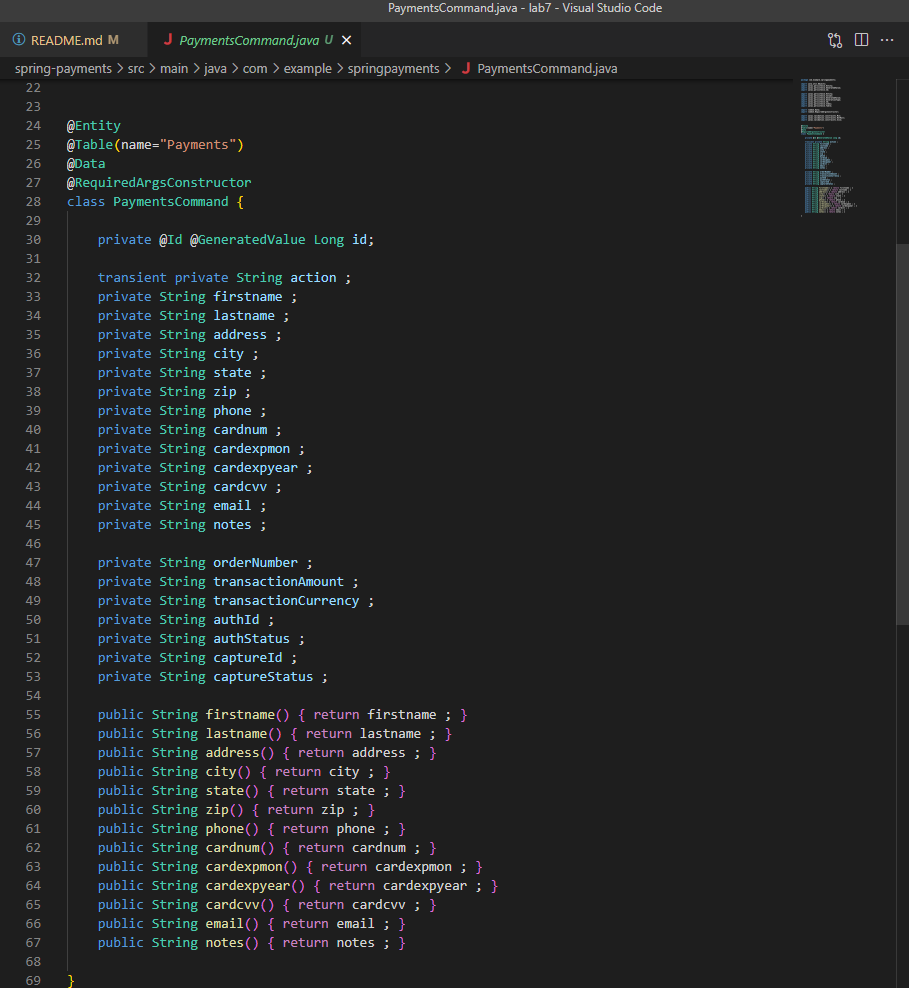 PaymentsCommand.java - lab7 - Visual Studio Code
README.md M
J PaymentsCommand.java U ×
spring-payments > src > main > java > com > example > springpayments > J PaymentsCommand.java
22
23
24 @Entity
25 @Table(name="Payments")
26 @Data
27 @RequiredArgsConstructor
28 class PaymentsCommand {
29
30 private @Id @GeneratedValue Long id;
31
32 transient private String action ;
33 private String firstname ;
34 private String lastname ;
35 private String address ;
36 private String city ;
37 private String state ;
38 private String zip ;
39 private String phone ;
40 private String cardnum ;
41 private String cardexpmon ;
42 private String cardexpyear ;
43 private String cardcvv ;
44 private String email ;
45 private String notes ;
46
47 private String orderNumber ;
48 private String transactionAmount ;
49 private String transactionCurrency ;
50 private String authId ;
51 private String authStatus ;
52 private String captureId ;
53 private String captureStatus ;
54
55 public String firstname() { return firstname ; }
56 public String lastname() { return lastname ; }
57 public String address() { return address ; }
58 public String city() { return city ; }
59 public String state() { return state ; }
60 public String zip() { return zip ; }
61 public String phone() { return phone ; }
62 public String cardnum() { return cardnum ; }
63 public String cardexpmon() { return cardexpmon ; }
64 public String cardexpyear() { return cardexpyear ; }
65 public String cardcvv() { return cardcvv ; }
66 public String email() { return email ; }
67 public String notes() { return notes ; }
68
69 }